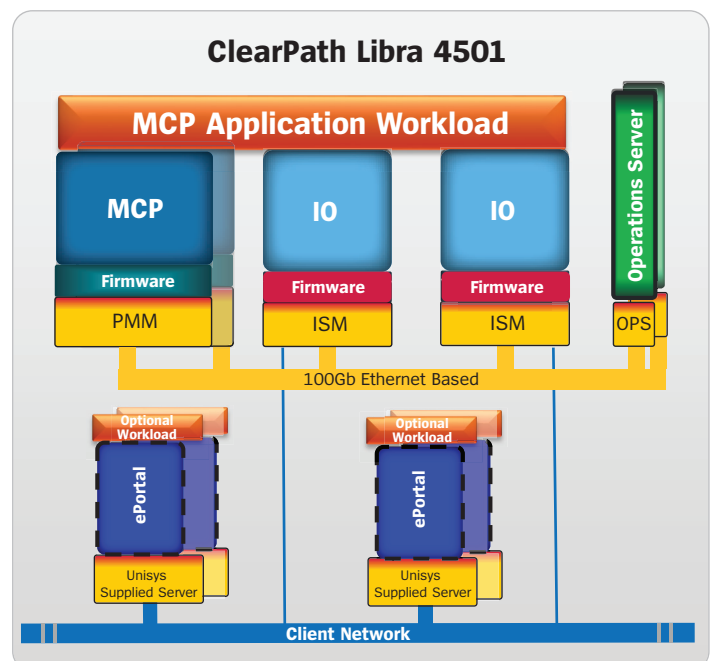 ClearPath Libra 4501
MCP Application Workload
MCP
IO
IO
Operations Server
Firmware
Firmware
Firmware
PMM
ISM
ISM
OPS
100Gb Ethernet Based
Optional
Workload
Optional
Workload
ePortal
ePortal
Unisys
Supplied Server
Unisys
Supplied Server
Client Network